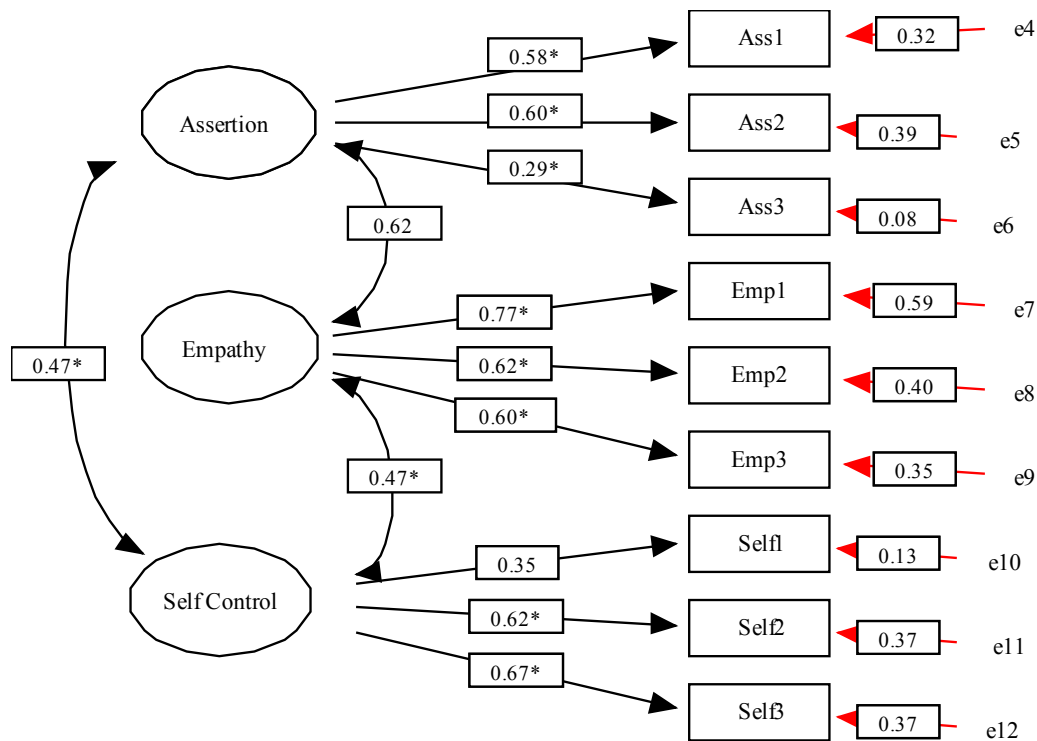 0.58*
Ass1
0.32
e4
Assertion
0.60*
Ass2
0.39
e5
0.29*
Ass3
0.08
e6
0.62
Emp1
0.59
e7
0.77*
Empathy
0.47*
0.62*
Emp2
0.40
e8
0.60*
Emp3
0.35
e9
0.47*
Self1
0.13
e10
0.35
Self Control
0.62*
Self2
0.37
e11
0.67*
Self3
0.37
e12